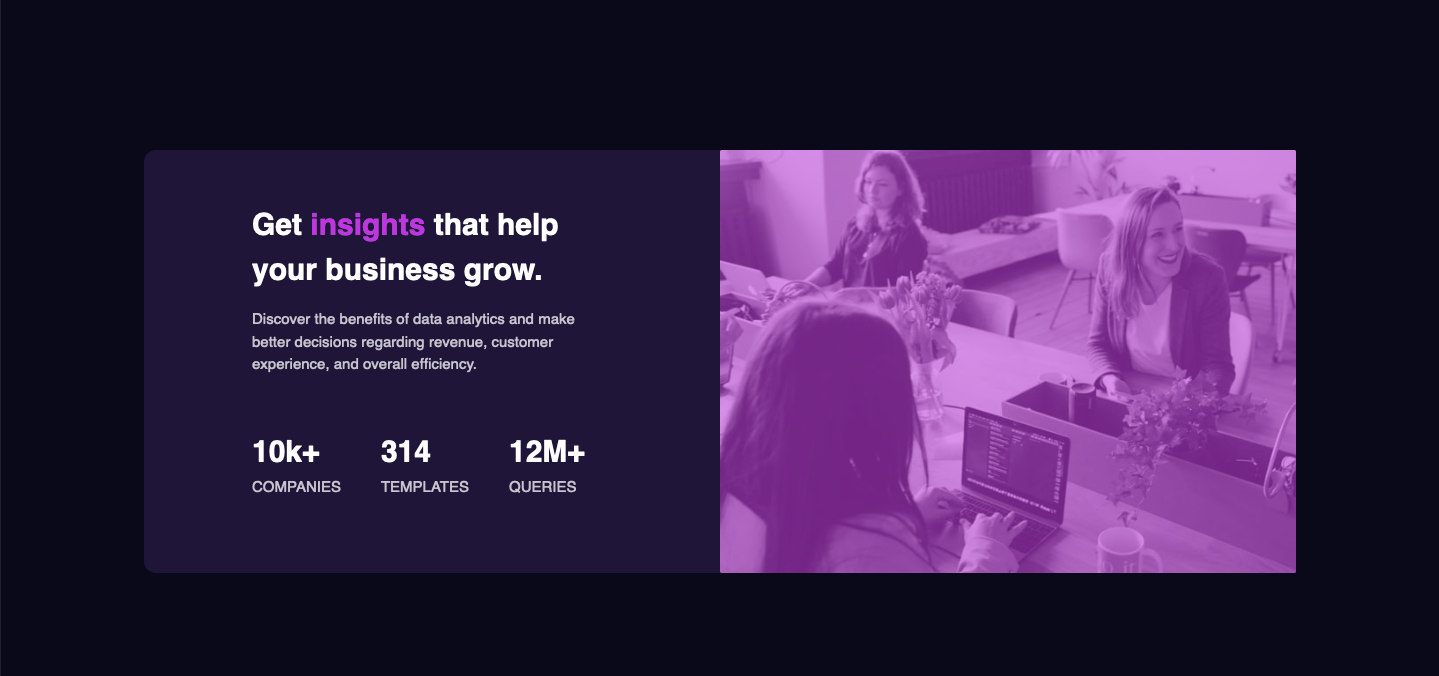 Get insights that help
your business grow.
Discover the benefits of data analytics and make
better decisions regarding revenue, customer
experience, and overall efficiency.
10k+ 314 12M+
COMPANIES TEMPLATES QUERIES